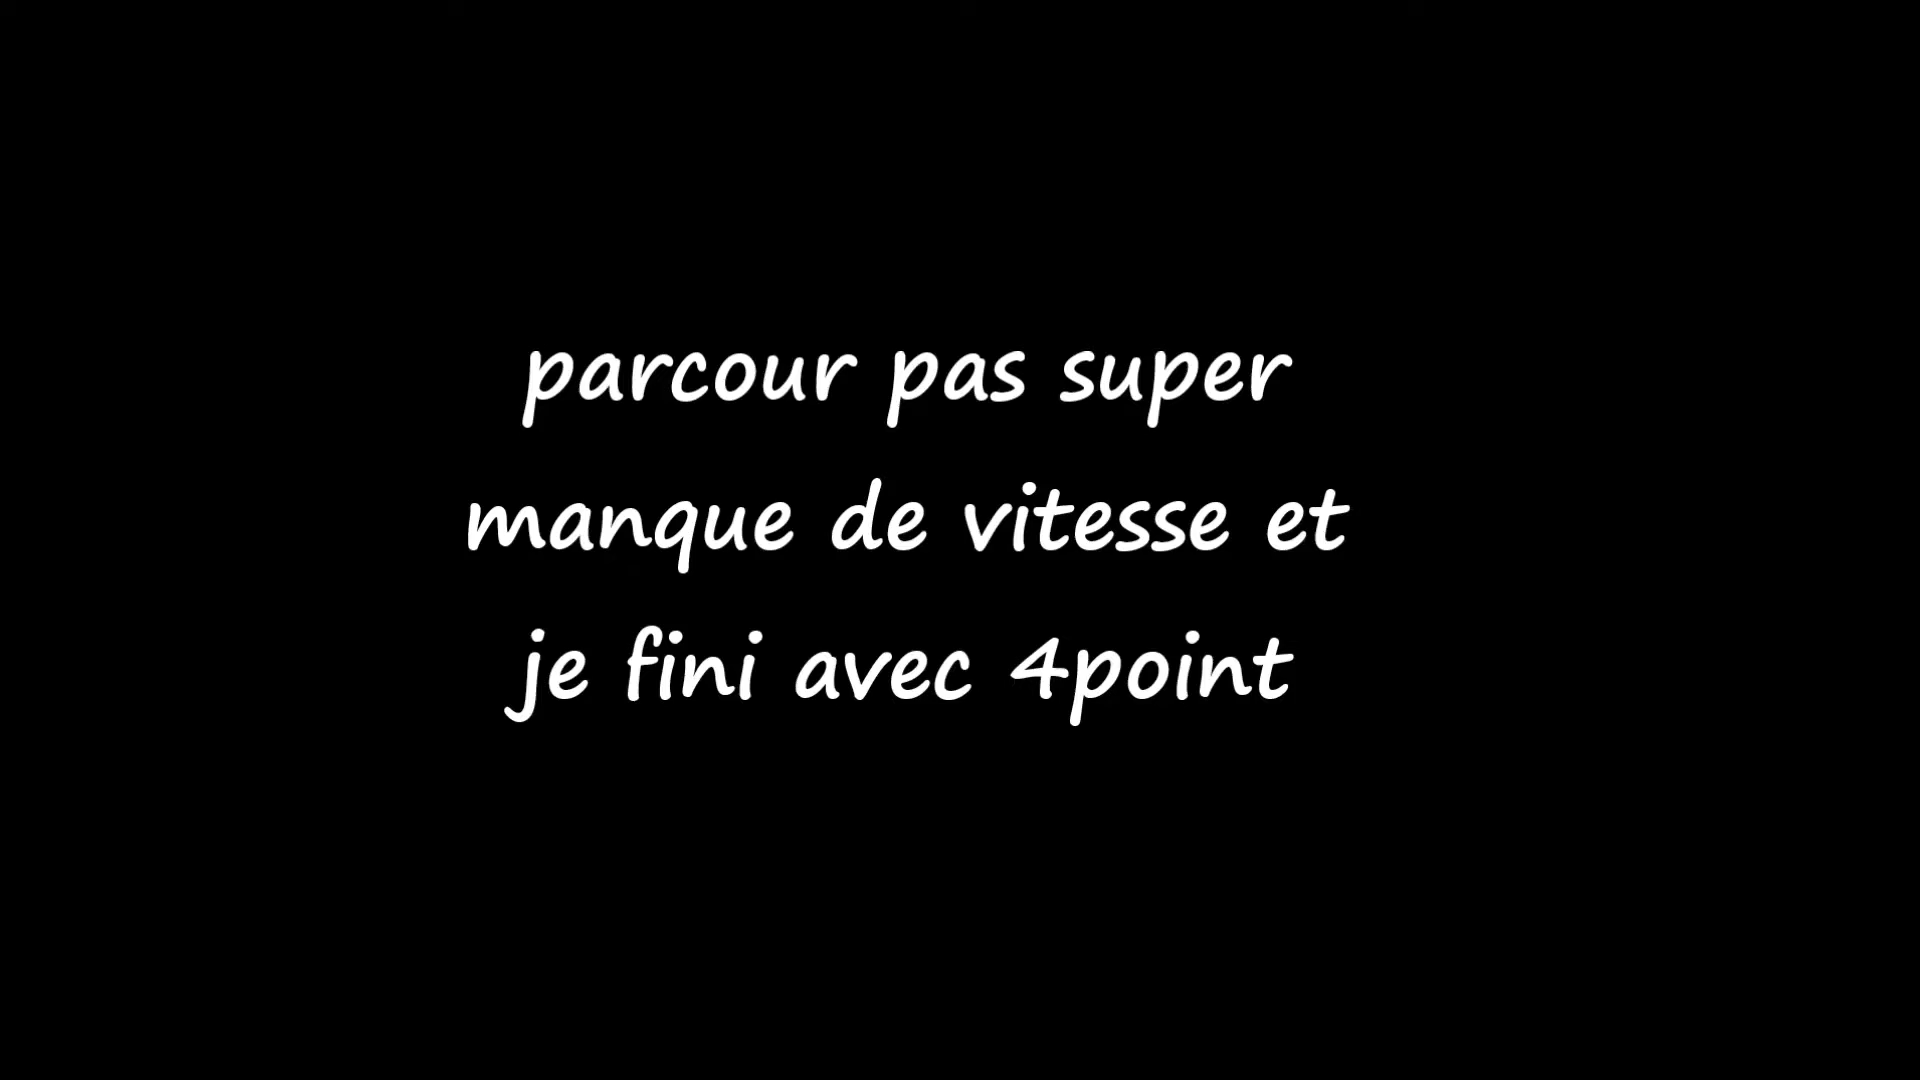 parcour pas super
manque de vitesse et
je fini avec 4point